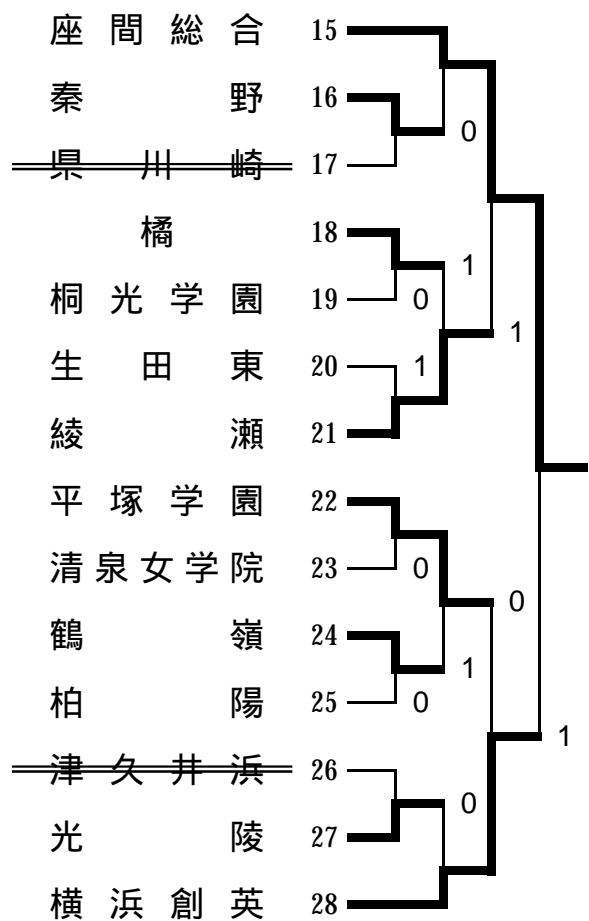 座間総合 15
秦野 16
0
県川崎 17
橘 18
1
桐光学園 19 0
1
生田東 20 1
綾瀬 21
平塚学園 22
清泉女学院 23 0
0
鶴嶺 24
1
柏陽 25 0
1
津久井浜 26
0
光陵 27
横浜創英 28